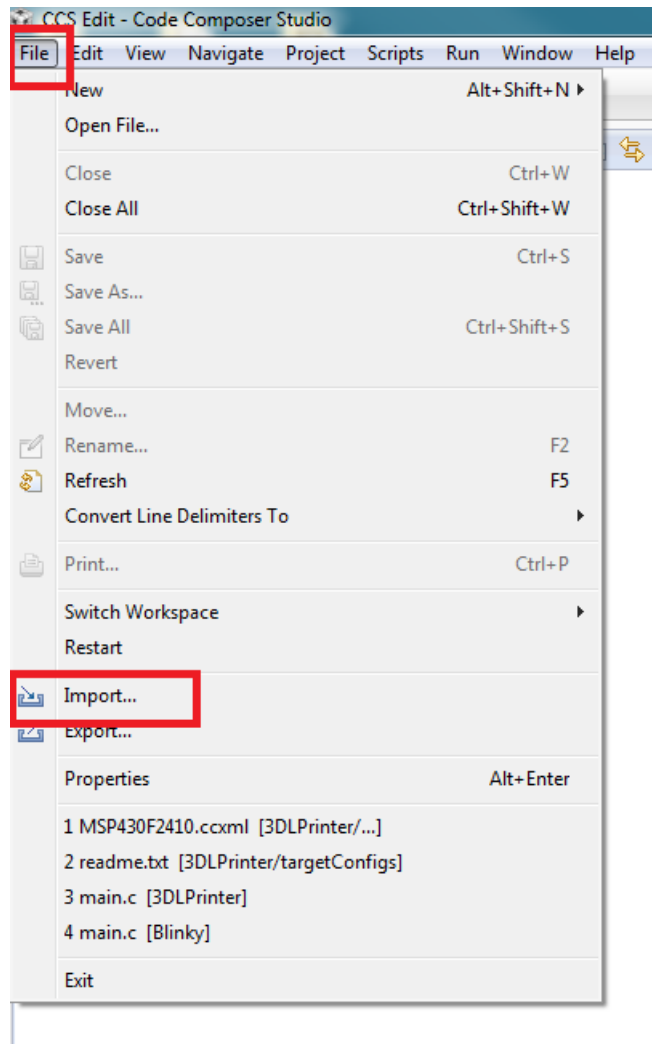 CCS Edit - Code Composer Studio
File Edit View Navigate Project Scripts Run Window Help
New Alt+Shift+N
Open File...
Close Ctrl+W
Close All Ctrl+Shift+W
Save Ctrl+S
Save As...
Save All Ctrl+Shift+S
Revert
Move...
Rename... F2
Refresh F5
Convert Line Delimiters To
Print... Ctrl+P
Switch Workspace
Restart
Import...
Export...
Properties Alt+Enter
1 MSP430F2410.ccxml [3DLPrinter/...]
2 readme.txt [3DLPrinter/targetConfigs]
3 main.c [3DLPrinter]
4 main.c [Blinky]
Exit